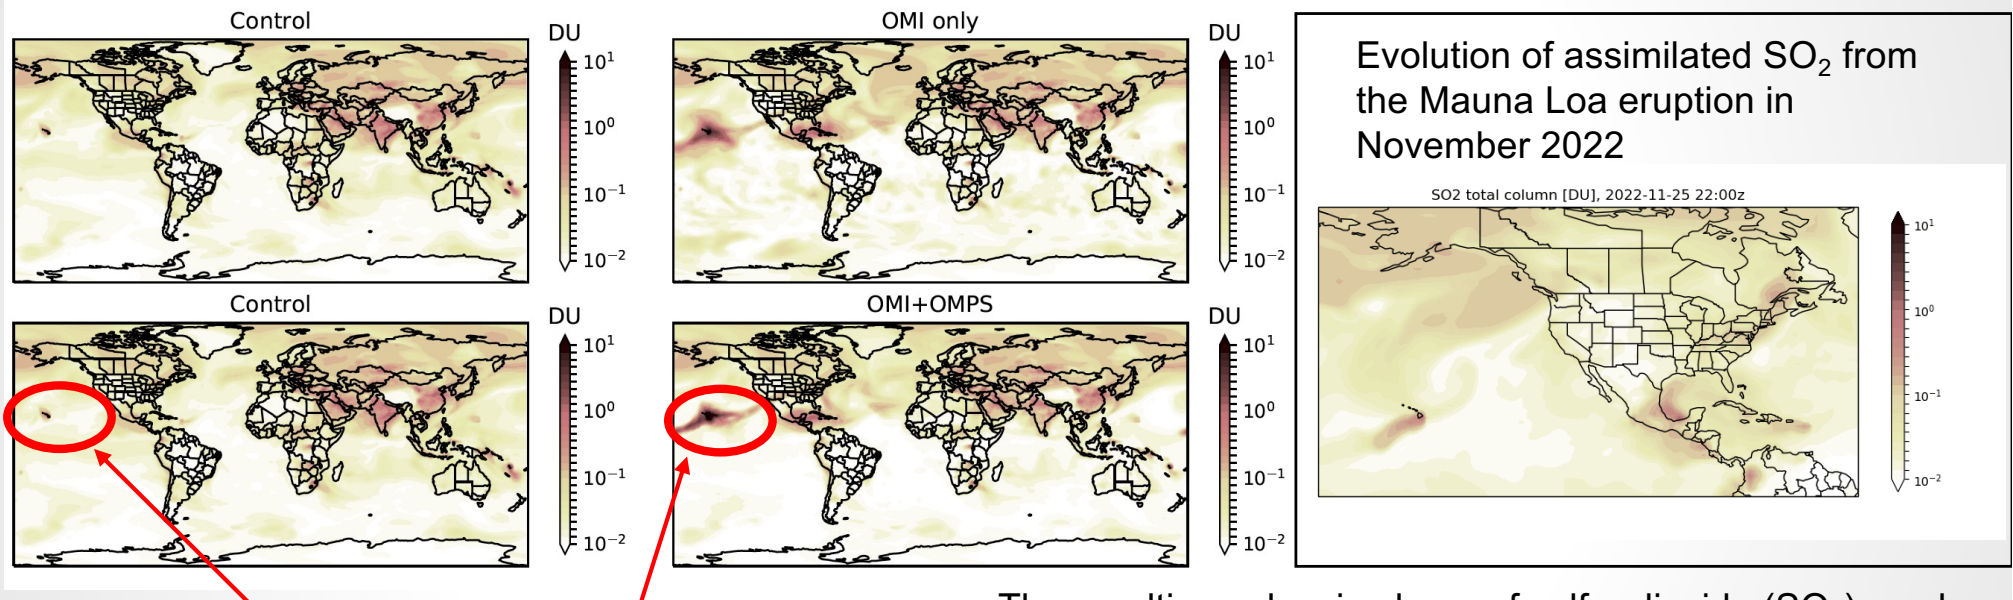 Control
DU
10¹
10⁰
10⁻¹
10⁻²
OMI only
DU
10¹
10⁰
10⁻¹
10⁻²
Control
DU
10¹
10⁰
10⁻¹
10⁻²
OMI+OMPS
DU
10¹
10⁰
10⁻¹
10⁻²
Evolution of assimilated SO₂ from
the Mauna Loa eruption in
November 2022
SO2 total column [DU], 2022-11-25 22:00z
10¹
10⁰
10⁻¹
10⁻²